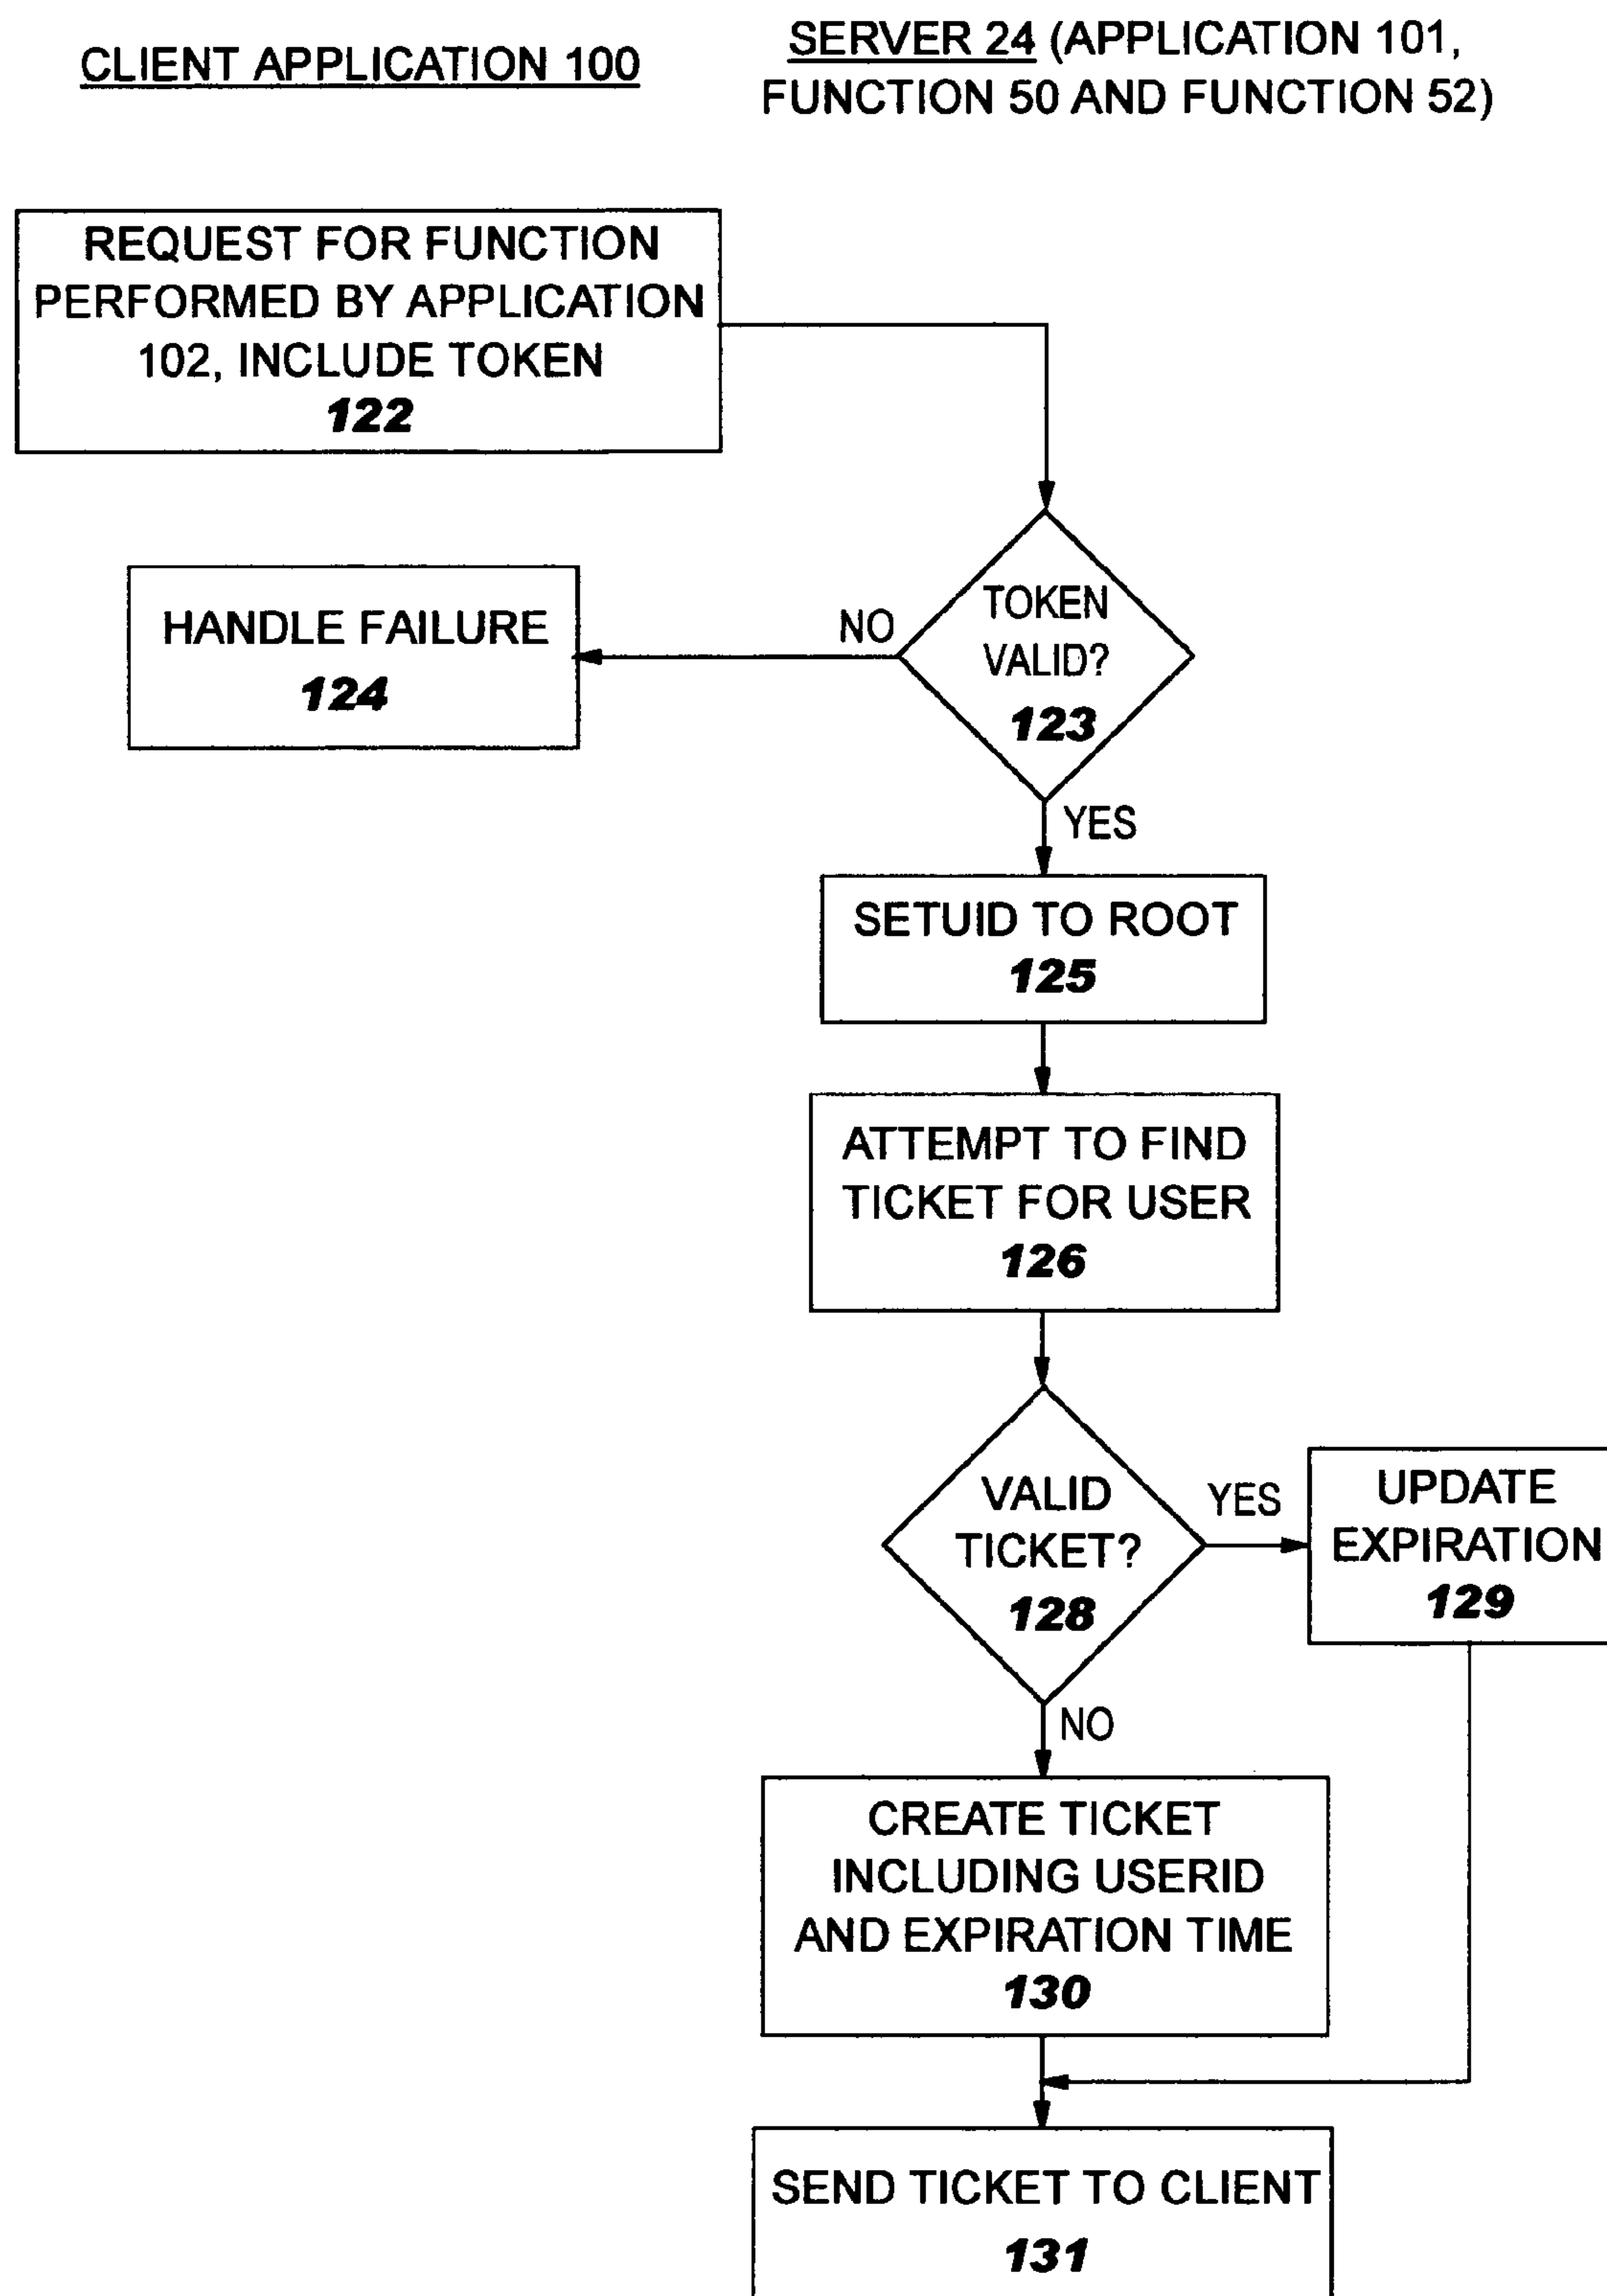 CLIENT APPLICATION 100
SERVER 24 (APPLICATION 101,
FUNCTION 50 AND FUNCTION 52)
REQUEST FOR FUNCTION
PERFORMED BY APPLICATION
102, INCLUDE TOKEN
122
HANDLE FAILURE
124
NO
TOKEN
VALID?
123
YES
SETUID TO ROOT
125
ATTEMPT TO FIND
TICKET FOR USER
126
VALID
TICKET?
128
YES
UPDATE
EXPIRATION
129
NO
CREATE TICKET
INCLUDING USERID
AND EXPIRATION TIME
130
SEND TICKET TO CLIENT
131